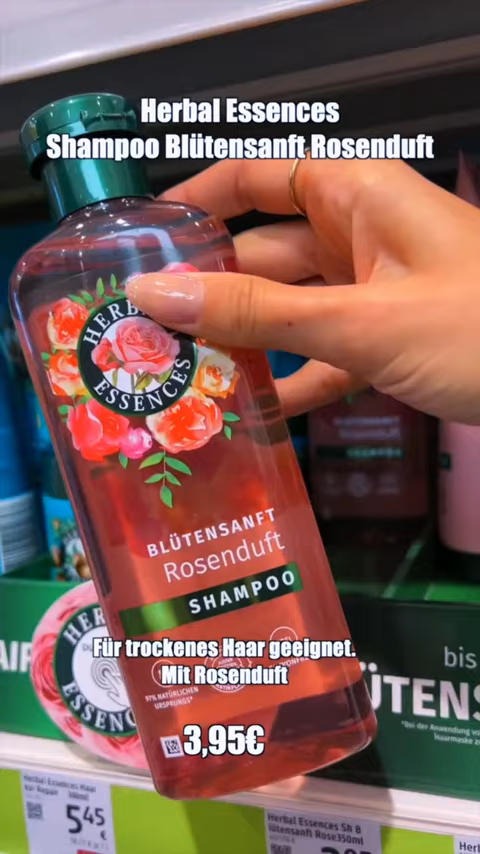 Herbal Essences
Shampoo Blütensanft Rosenduft
HERBAL
ESSENCES
BLÜTENSANFT
Rosenduft
SHAMPOO
Für trockenes Haar geeignet.
Mit Rosenduft
97% NATÜRLICHEN
URSPRUNGS*
3,95€
bis
Herbal Essences Haar
5.45
€
Herbal Essences Sh B
lütensanft Rose350ml